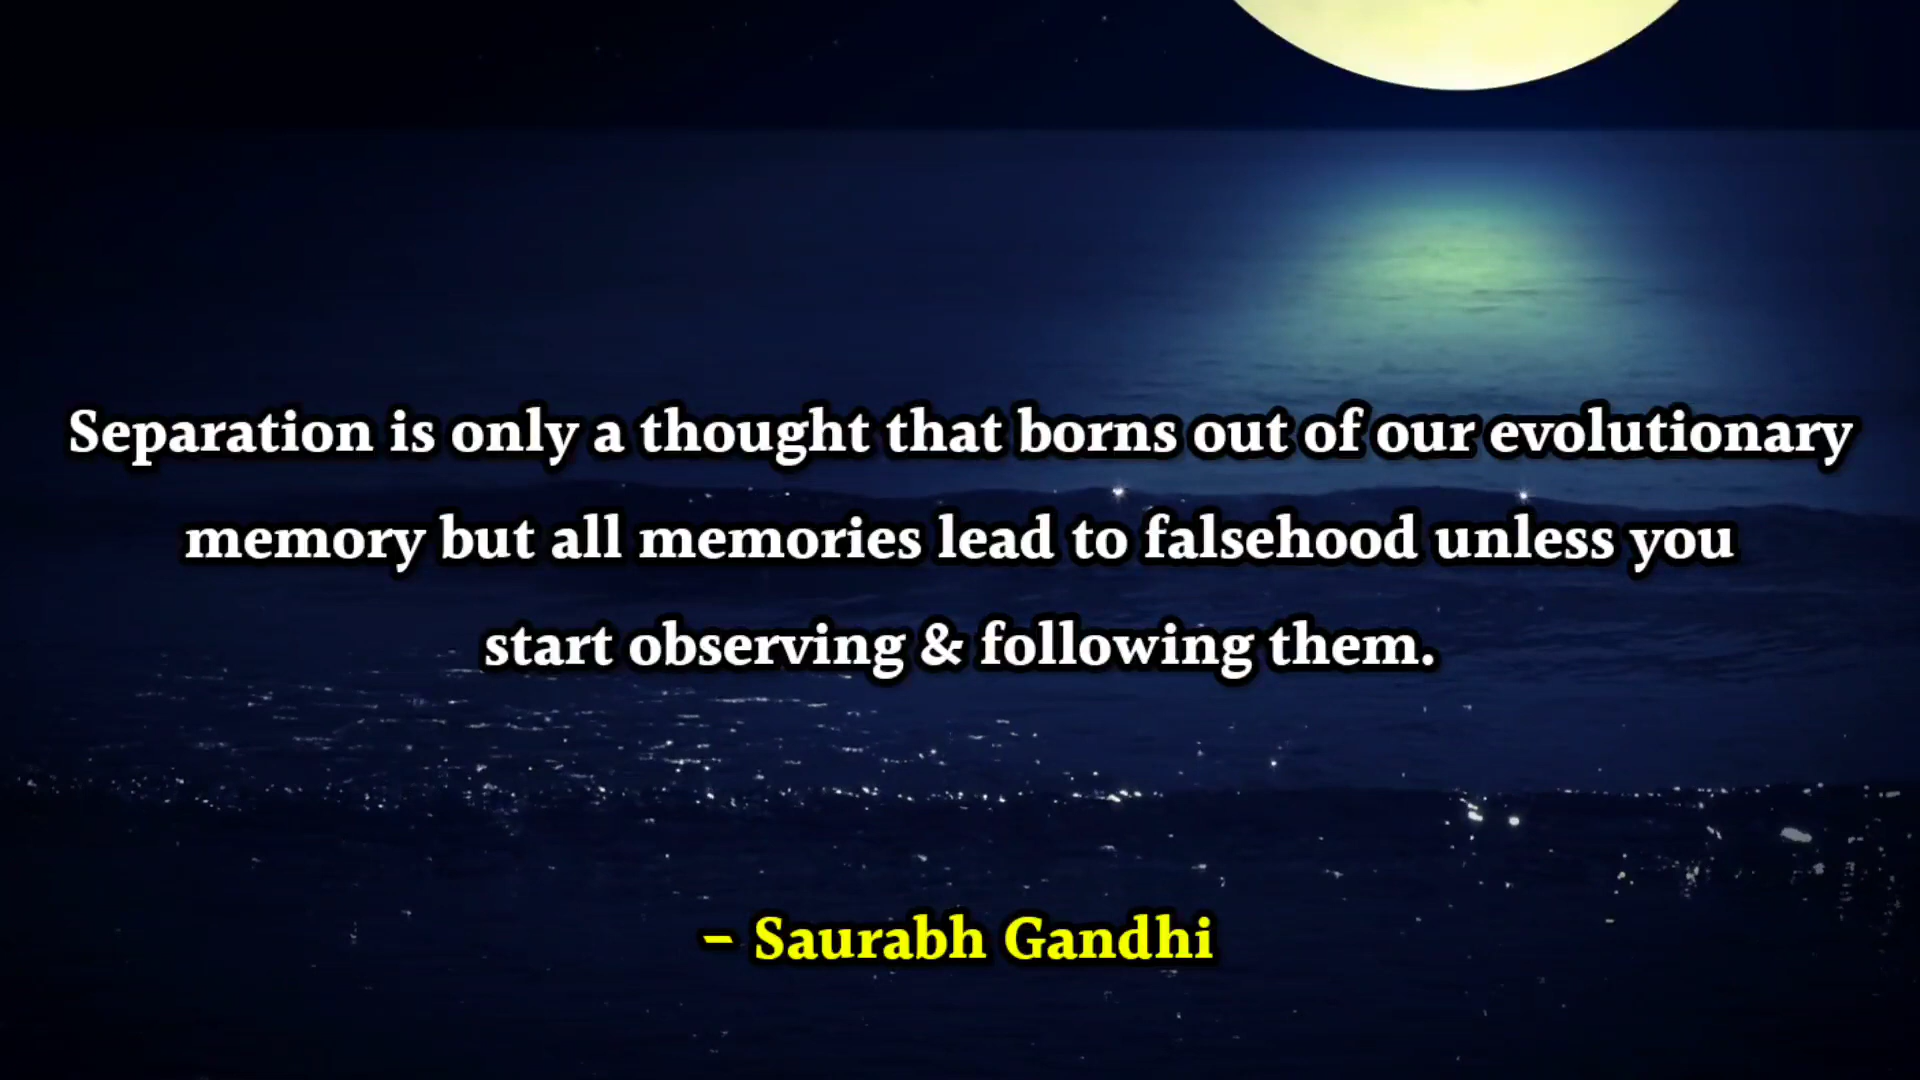 Separation is only a thought that borns out of our evolutionary
memory but all memories lead to falsehood unless you
start observing & following them.
- Saurabh Gandhi